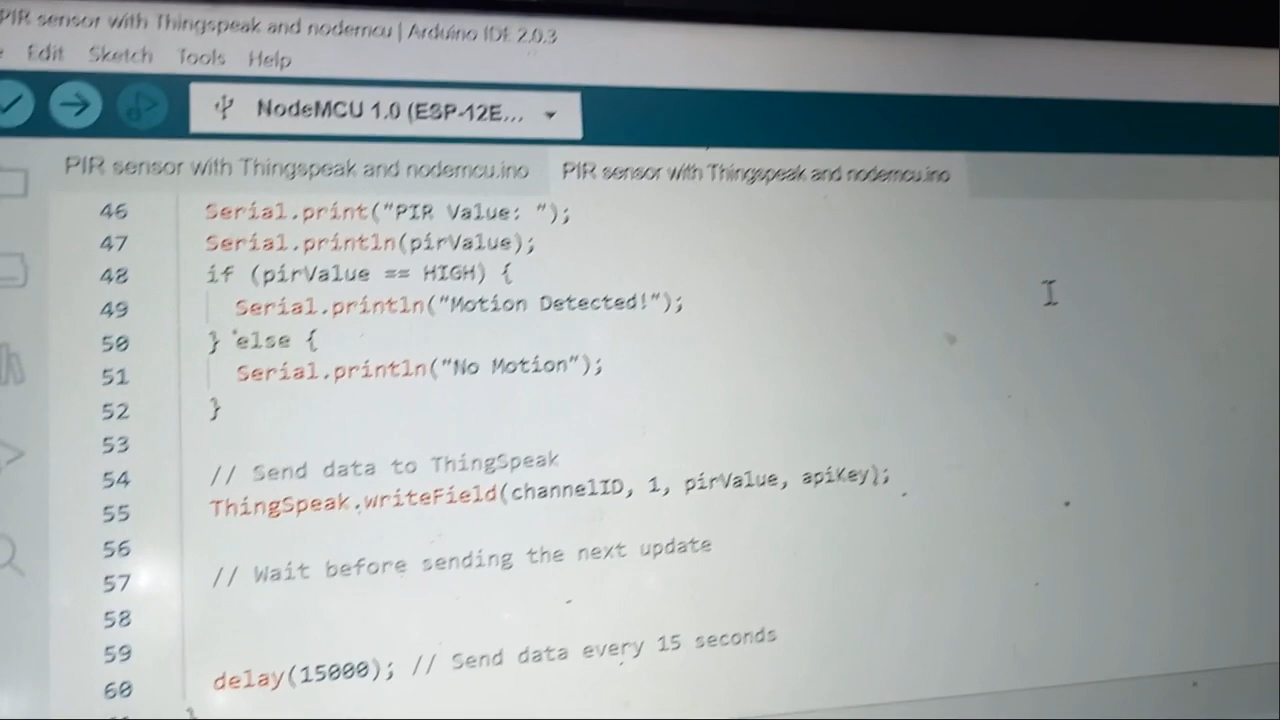 PIR sensor with Thingspeak and nodemcu | Arduino IDE 2.0.3
Edit Sketch Tools Help
NodeMCU 1.0 (ESP-12E...
PIR sensor with Thingspeak and nodemcu.ino PIR sensor with Thingspeak and nodemcu.ino
46 Serial.print("PIR Value: ");
47 Serial.println(pirValue);
48 if (pirValue == HIGH) {
49 Serial.println("Motion Detected!");
50 } else {
51 Serial.println("No Motion");
52 }
53
54 // Send data to ThingSpeak
55 ThingSpeak.writeField(channelID, 1, pirValue, apiKey);
56
57 // Wait before sending the next update
58
59
60 delay(15000); // Send data every 15 seconds
}